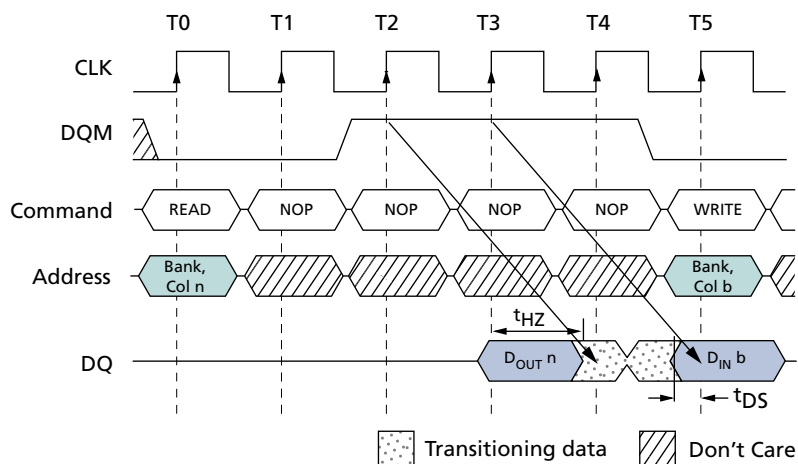 T0 T1 T2 T3 T4 T5
CLK
DQM
Command READ NOP NOP NOP NOP WRITE
Address Bank, Col n Bank, Col b
tHZ
DQ DOUT n DIN b
tDS
Transitioning data Don't Care